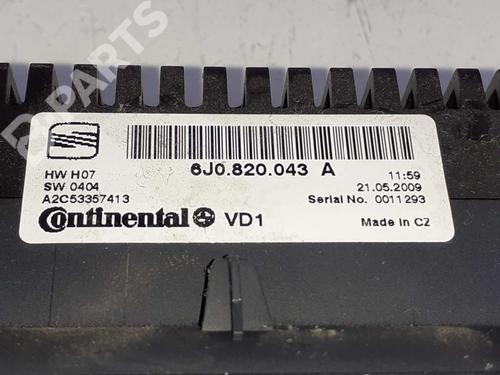 B-PARTS
6J0.820.043 A
HW H07
SW 0404
A2C53357413
11:59
21.05.2009
Serial No. 0011293
Continental VD1
Made in CZ